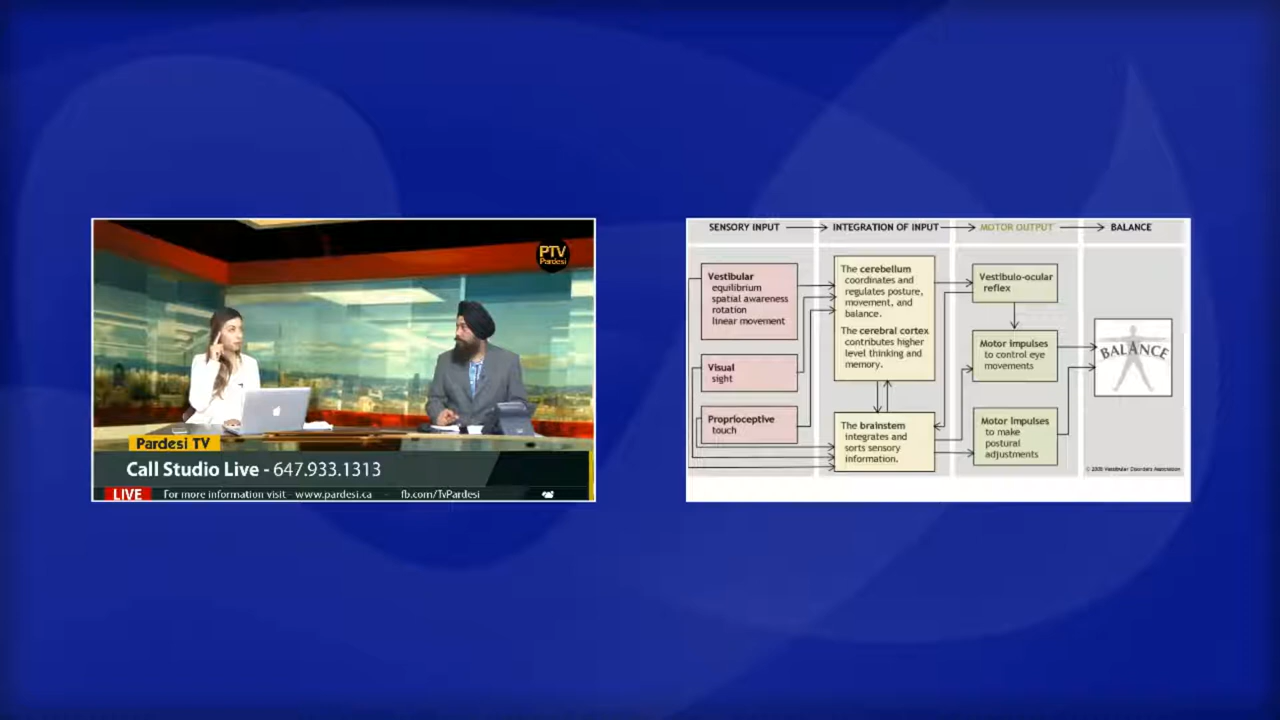 PTV
Pardesi
Pardesi TV
Call Studio Live - 647.933.1313
LIVE
For more information visit - www.pardesi.ca - fb.com/TvPardesi
SENSORY INPUT
INTEGRATION OF INPUT
MOTOR OUTPUT
BALANCE
Vestibular
equilibrium
spatial awareness
rotation
linear movement
Visual
sight
Proprioceptive
touch
The cerebellum
coordinates and
regulates posture,
movement, and
balance.
The cerebral cortex
contributes higher
level thinking and
memory.
The brainstem
integrates and
sorts sensory
information.
Vestibulo-ocular
reflex
Motor impulses
to control eye
movements
Motor impulses
to make
postural
adjustments
BALANCE
© 2008 Vestibular Disorders Association